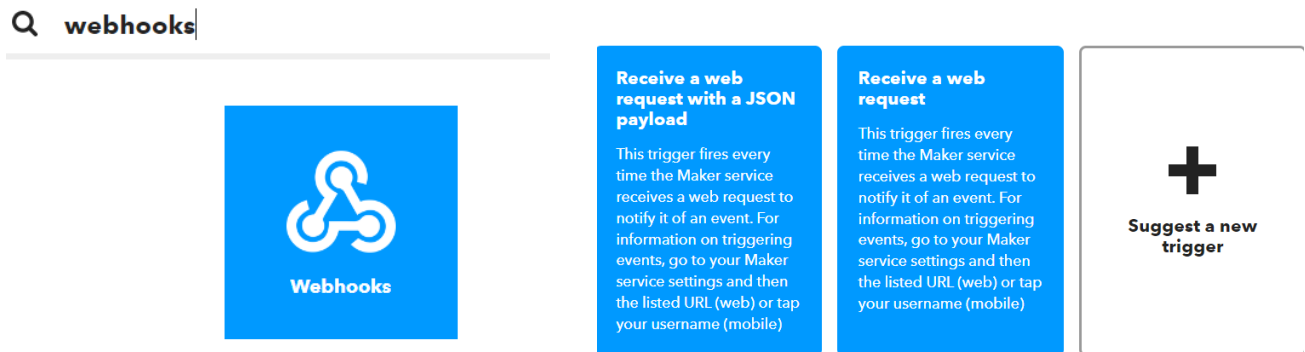 webhooks
Webhooks
Receive a web
request with a JSON
payload
This trigger fires every
time the Maker service
receives a web request to
notify it of an event. For
information on triggering
events, go to your Maker
service settings and then
the listed URL (web) or tap
your username (mobile)
Receive a web
request
This trigger fires every
time the Maker service
receives a web request to
notify it of an event. For
information on triggering
events, go to your Maker
service settings and then
the listed URL (web) or tap
your username (mobile)
Suggest a new
trigger